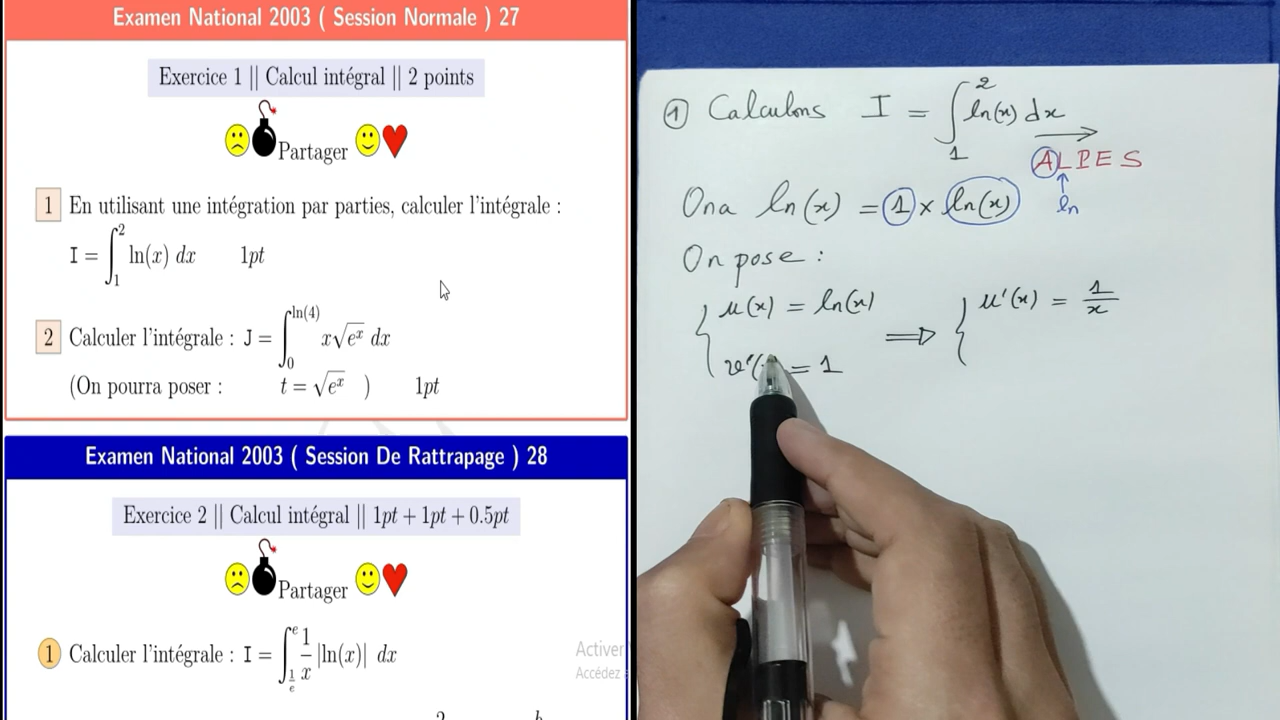 Examen National 2003 ( Session Normale ) 27
Exercice 1 || Calcul intégral || 2 points
Partager
1 En utilisant une intégration par parties, calculer l'intégrale :
I = ∫₁² ln(x) dx 1pt
2 Calculer l'intégrale : J = ∫₀^{ln(4)} x√(eˣ) dx
(On pourra poser : t = √(eˣ) ) 1pt
Examen National 2003 ( Session De Rattrapage ) 28
Exercice 2 || Calcul intégral || 1pt + 1pt + 0.5pt
Partager
1 Calculer l'intégrale : I = ∫_{1/e}^{e} 1/x |ln(x)| dx
Activer
Accédez
① Calculons I = ∫₁² ln(x) dx
ALPES
ln
On a ln(x) = 1 × ln(x)
On pose :
{ u(x) = ln(x) ⟹ { u'(x) = 1/x
v'( = 1